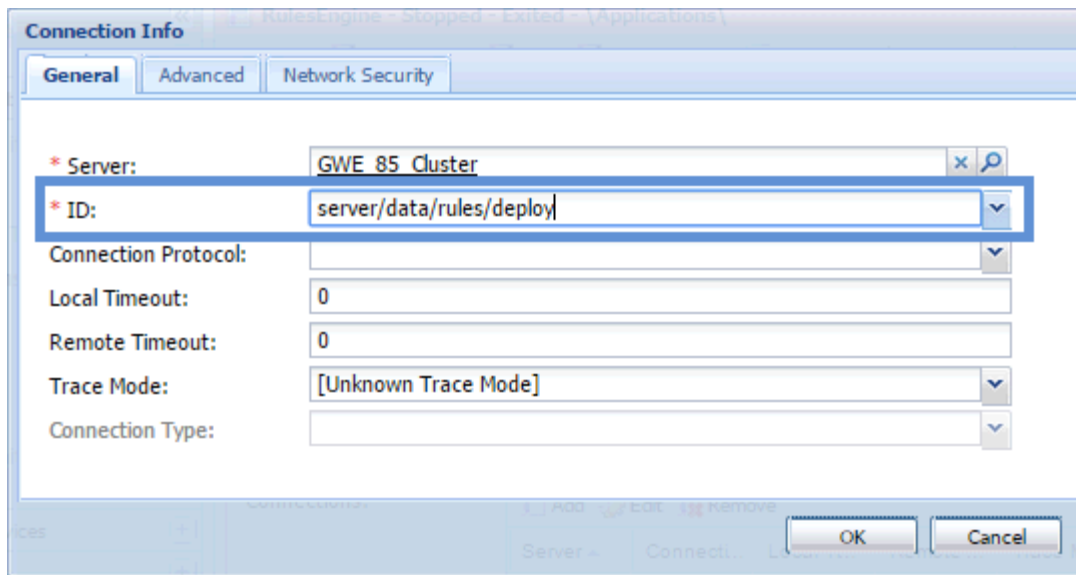 RulesEngine - Stopped - Exited - \Applications\
Connection Info
General Advanced Network Security
* Server: GWE_85_Cluster
* ID: server/data/rules/deploy
Connection Protocol:
Local Timeout: 0
Remote Timeout: 0
Trace Mode: [Unknown Trace Mode]
Connection Type:
Connections: Add Edit Remove
OK Cancel
Server Connecti...